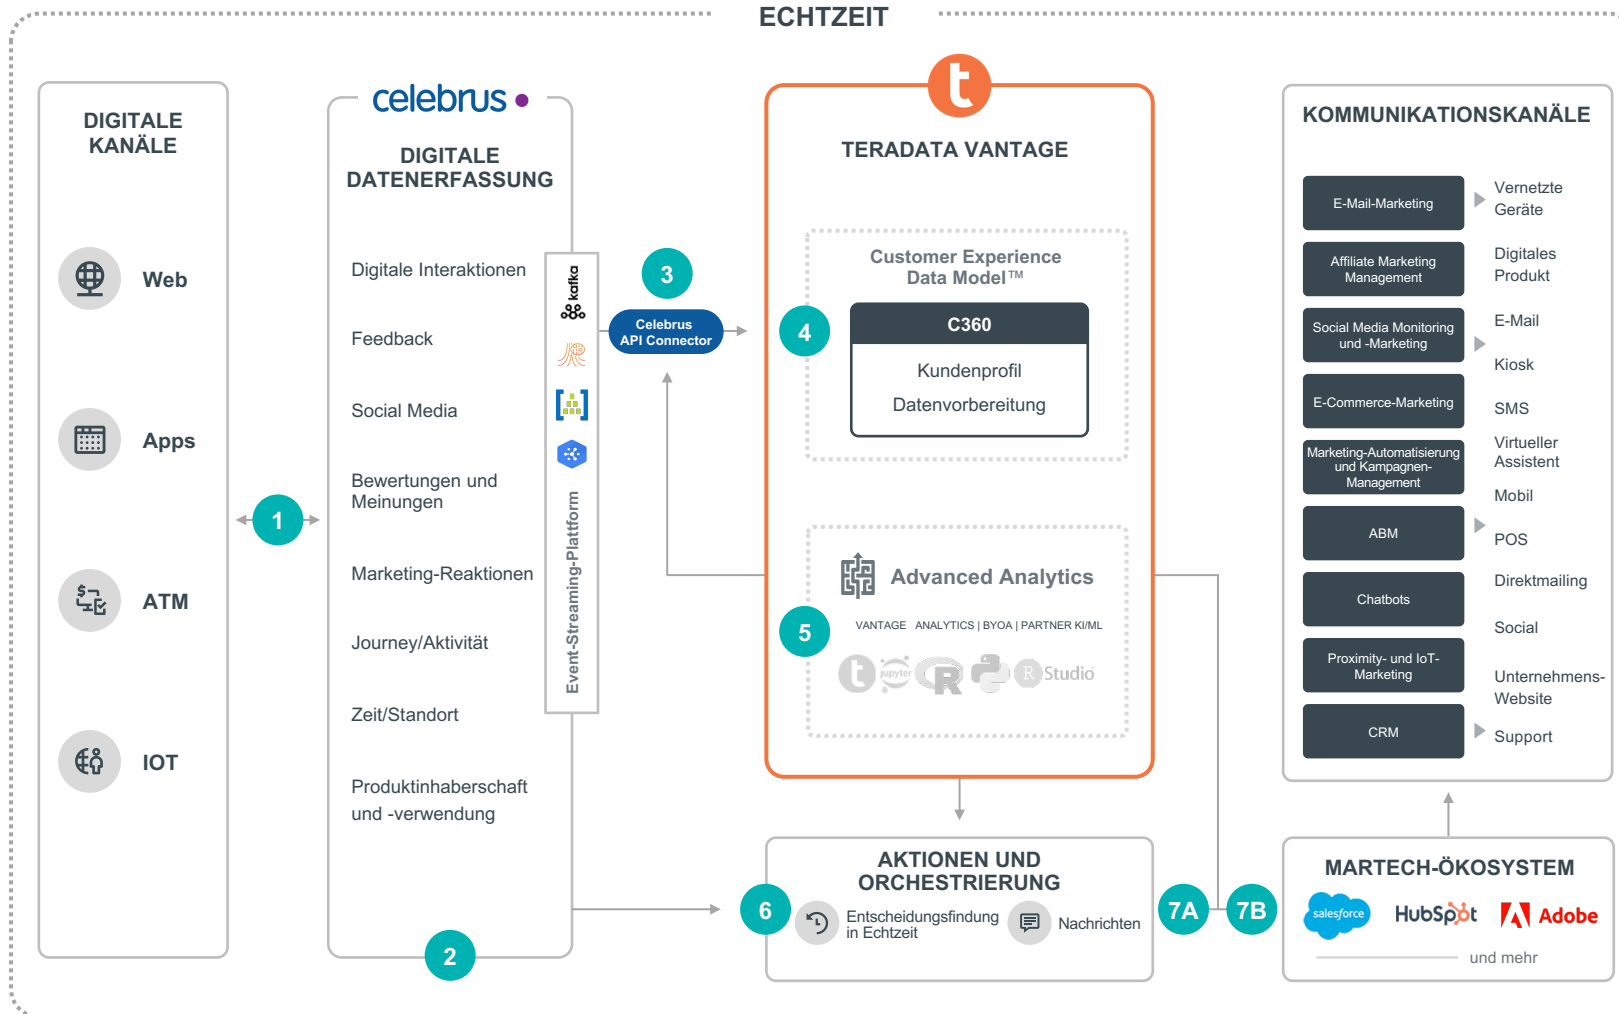 ECHTZEIT
DIGITALE
KANÄLE
Web
Apps
ATM
IOT
1
celebrus
DIGITALE
DATENERFASSUNG
Digitale Interaktionen
Feedback
Social Media
Bewertungen und
Meinungen
Marketing-Reaktionen
Journey/Aktivität
Zeit/Standort
Produktinhaberschaft
und -verwendung
2
kafka
Event-Streaming-Plattform
3
Celebrus
API Connector
t
TERADATA VANTAGE
4
Customer Experience
Data Model™
C360
Kundenprofil
Datenvorbereitung
5
Advanced Analytics
VANTAGE ANALYTICS | BYOA | PARTNER KI/ML
t
jupyter
R
R Studio
6
AKTIONEN UND
ORCHESTRIERUNG
Entscheidungsfindung
in Echtzeit
Nachrichten
7A
7B
KOMMUNIKATIONSKANÄLE
E-Mail-Marketing
Affiliate Marketing
Management
Social Media Monitoring
und -Marketing
E-Commerce-Marketing
Marketing-Automatisierung
und Kampagnen-
Management
ABM
Chatbots
Proximity- und IoT-
Marketing
CRM
Vernetzte
Geräte
Digitales
Produkt
E-Mail
Kiosk
SMS
Virtueller
Assistent
Mobil
POS
Direktmailing
Social
Unternehmens-
Website
Support
MARTECH-ÖKOSYSTEM
salesforce
HubSpot
Adobe
und mehr